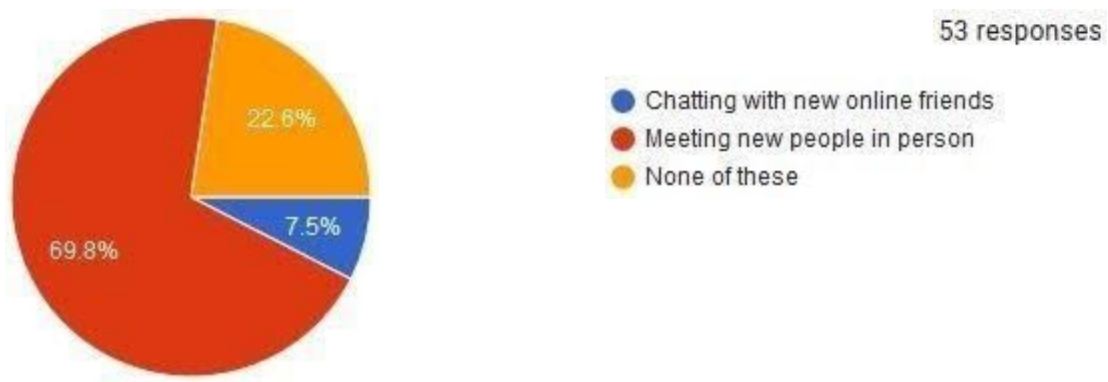 53 responses
22.6%
7.5%
69.8%
Chatting with new online friends
Meeting new people in person
None of these